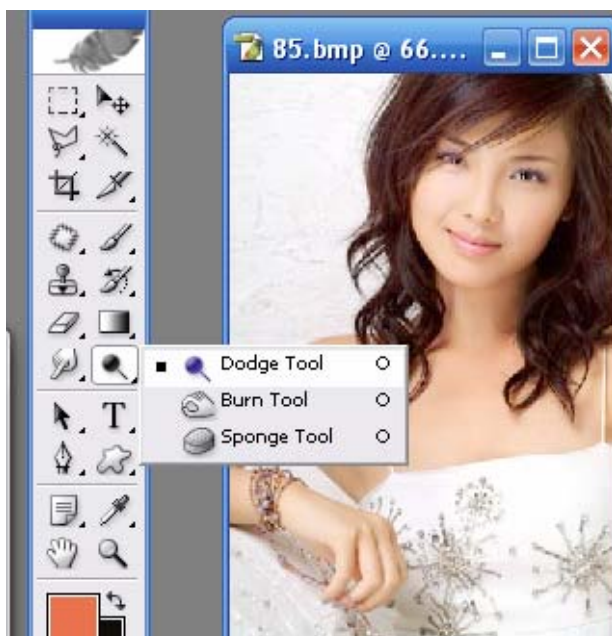 85.bmp @ 66....
Dodge Tool O
Burn Tool O
Sponge Tool O
T